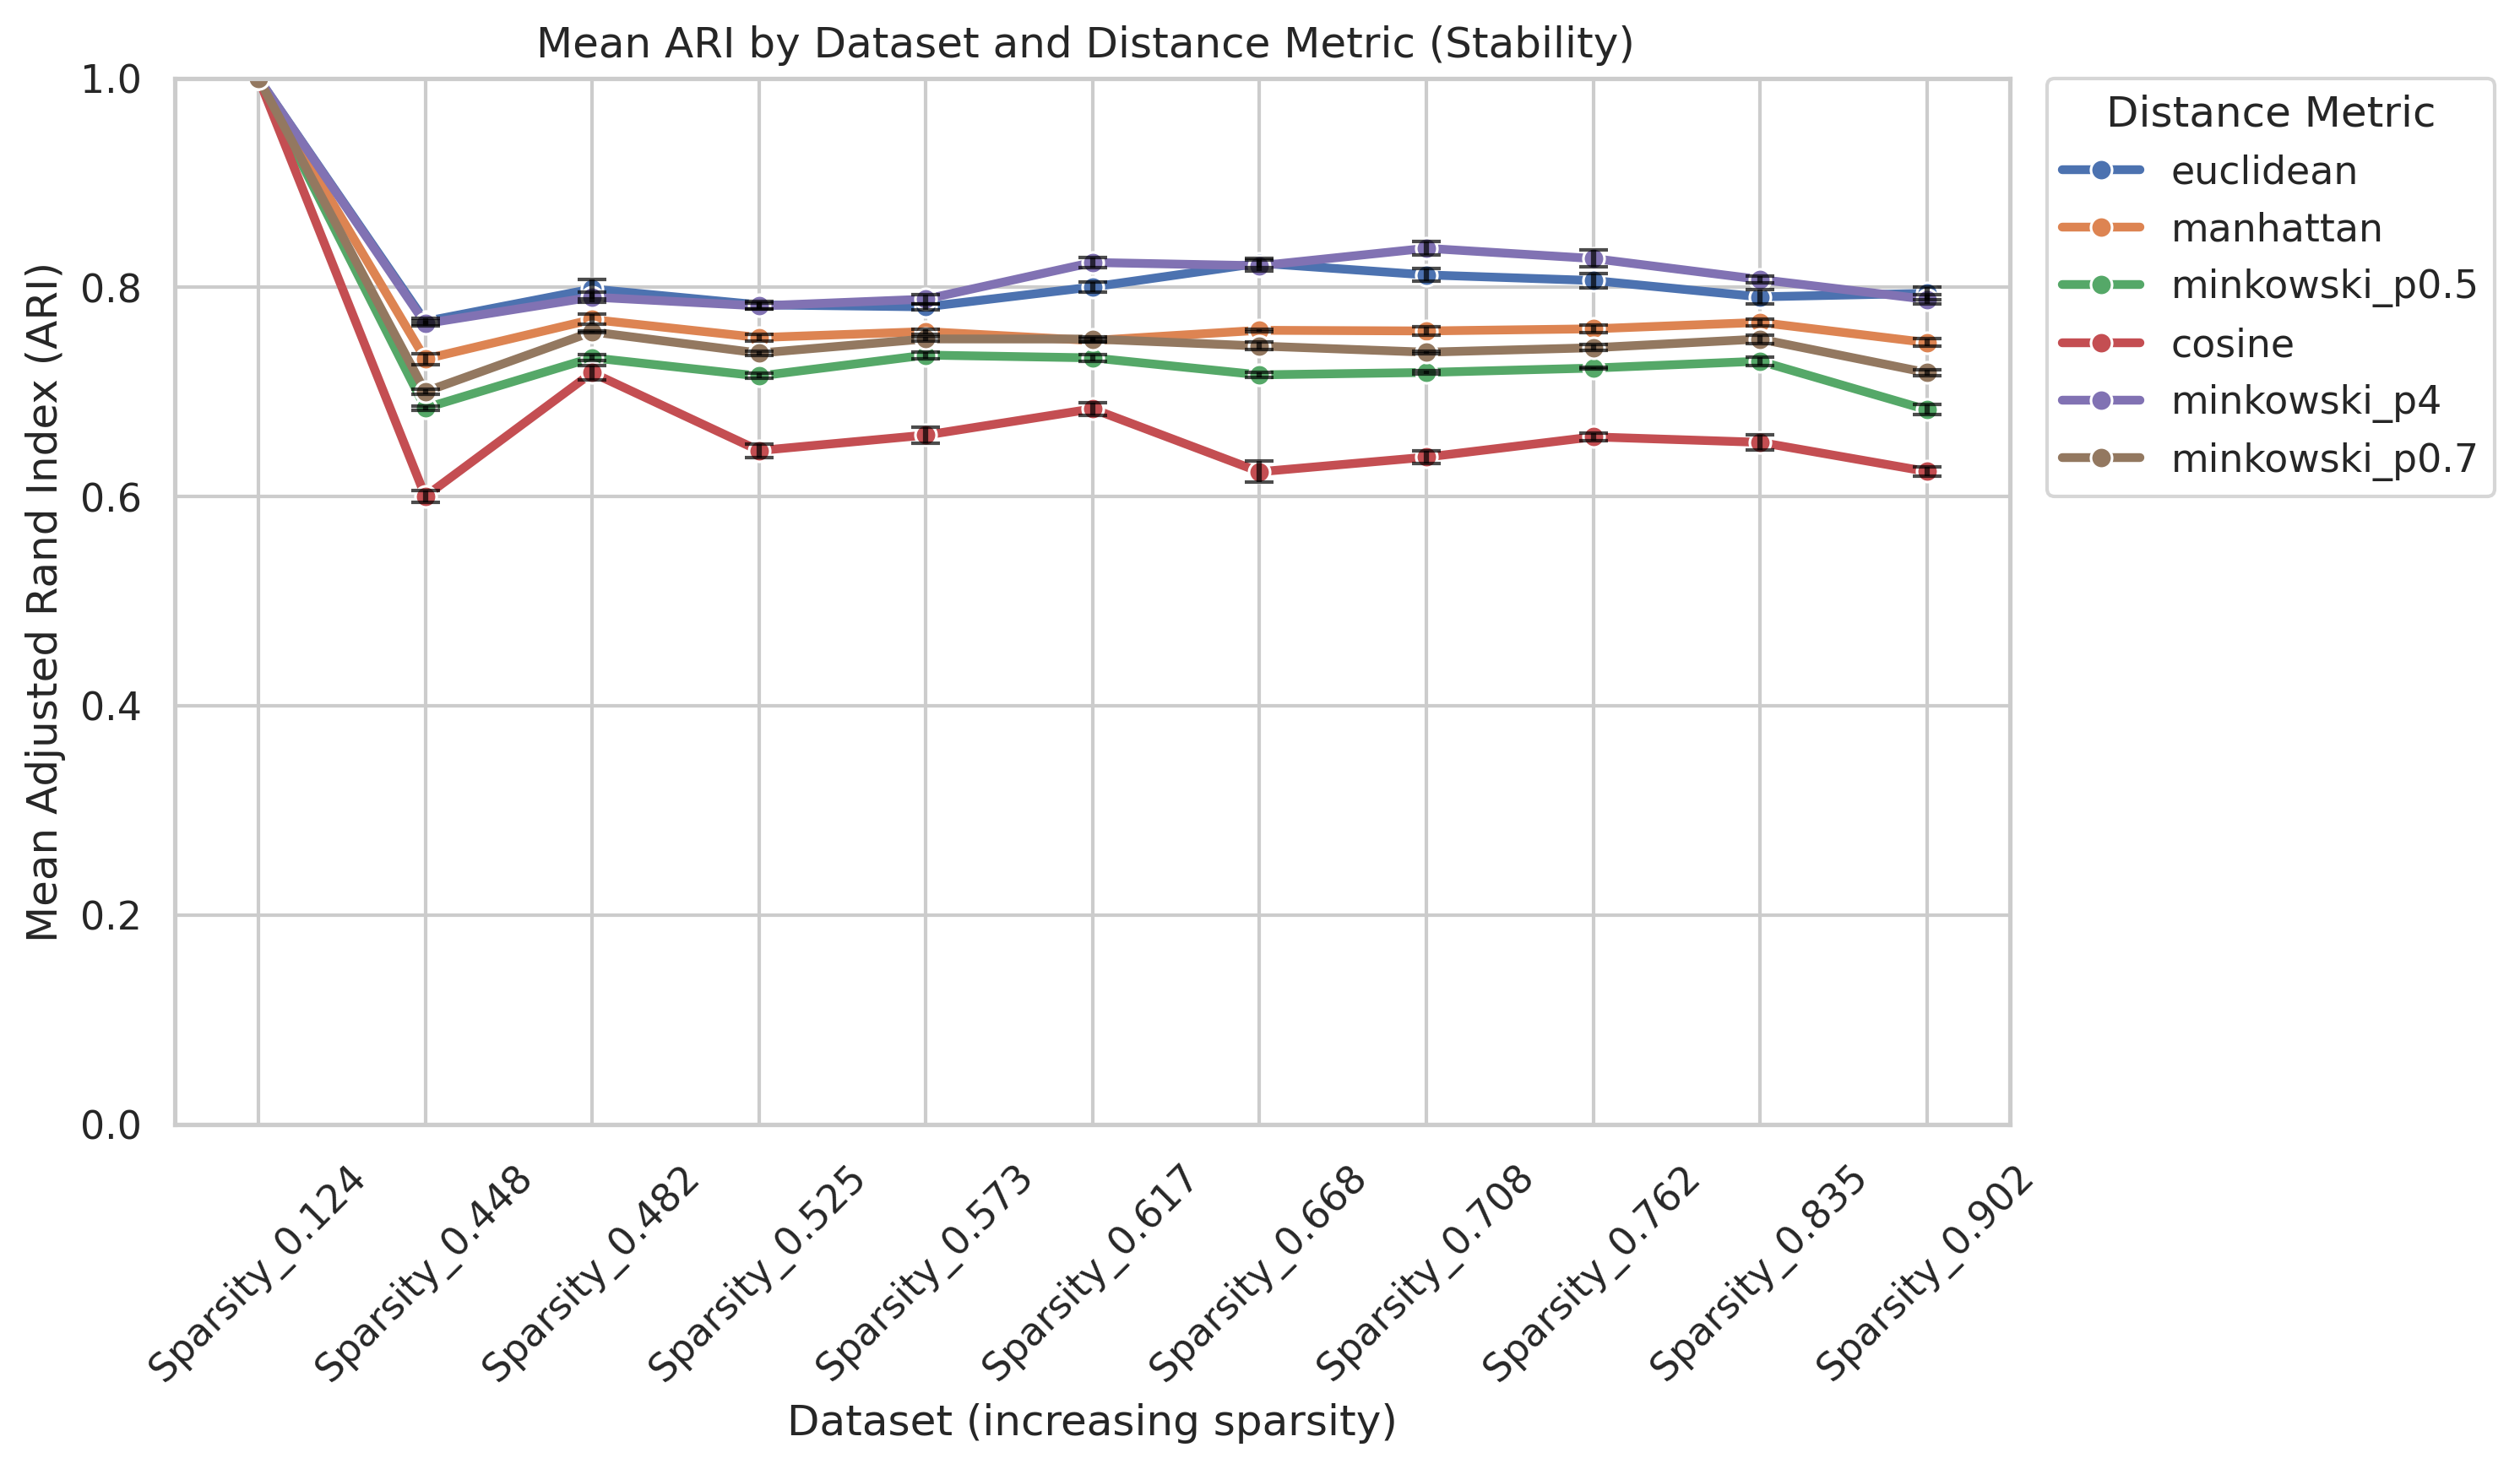 Mean ARI by Dataset and Distance Metric (Stability)
Mean Adjusted Rand Index (ARI)
1.0
0.8
0.6
0.4
0.2
0.0
Sparsity_0.124
Sparsity_0.448
Sparsity_0.482
Sparsity_0.525
Sparsity_0.573
Sparsity_0.617
Sparsity_0.668
Sparsity_0.708
Sparsity_0.762
Sparsity_0.835
Sparsity_0.902
Dataset (increasing sparsity)
Distance Metric
euclidean
manhattan
minkowski_p0.5
cosine
minkowski_p4
minkowski_p0.7